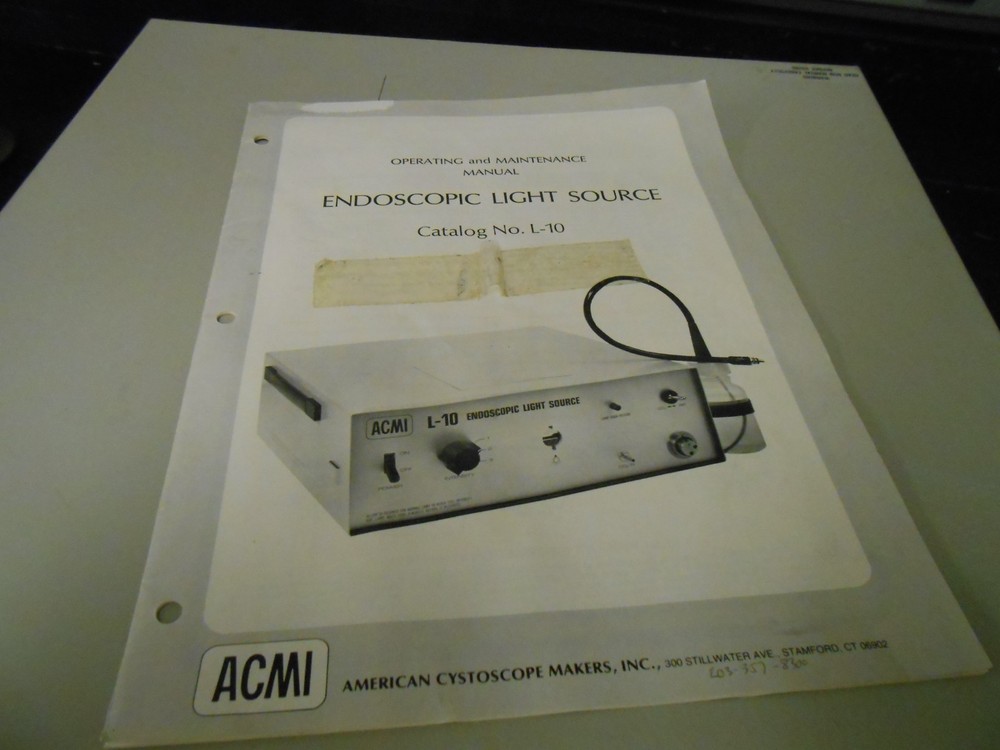 OPERATING and MAINTENANCE
MANUAL
ENDOSCOPIC LIGHT SOURCE
Catalog No. L-10
ACMI L-10 ENDOSCOPIC LIGHT SOURCE
ACMI AMERICAN CYSTOSCOPE MAKERS, INC., 300 STILLWATER AVE., STAMFORD, CT 06902